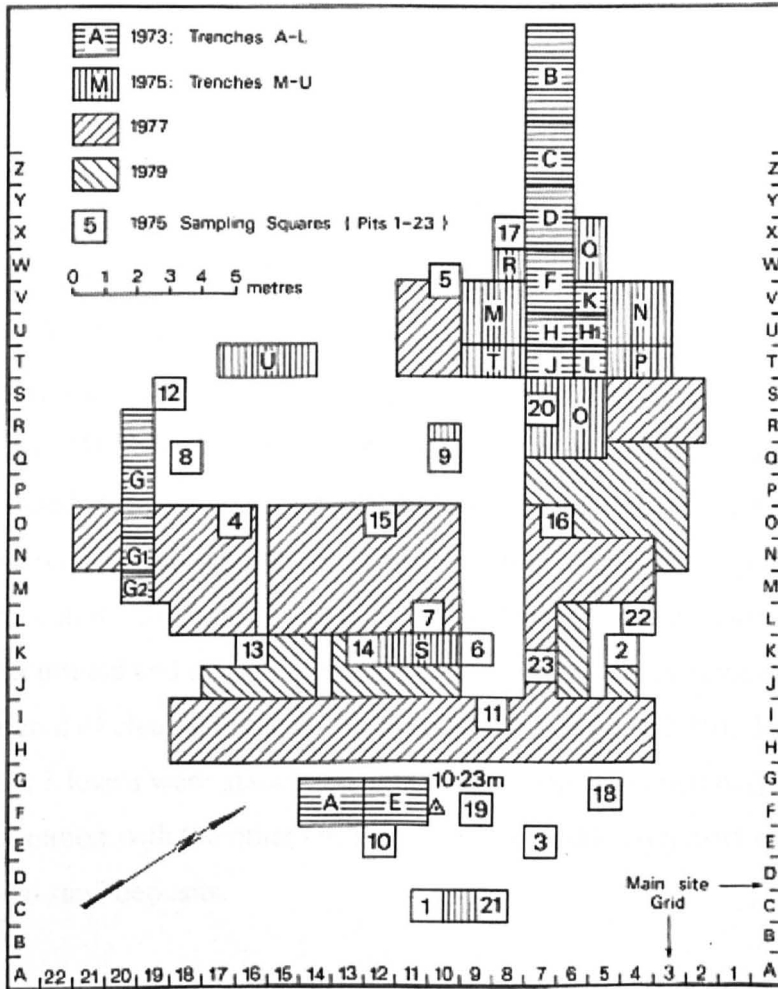 A 1973: Trenches A-L
M 1975: Trenches M-U
1977
1979
5 1975 Sampling Squares ( Pits 1-23 )
0 1 2 3 4 5 metres
B
C
D
17 Q
R F
5 K
M N
H H1
U T J L P
12
20 O
8 9
G
4 15 16
G1
G2
7 22
13 14 S 6 2
23
11
10·23m
A E 19 18
10 3
1 21
Main site
Grid
Z Z
Y Y
X X
W W
V V
U U
T T
S S
R R
Q Q
P P
O O
N N
M M
L L
K K
J J
I I
H H
G G
F F
E E
D D
C C
B B
A 22 21 20 19 18 17 16 15 14 13 12 11 10 9 8 7 6 5 4 3 2 1 A